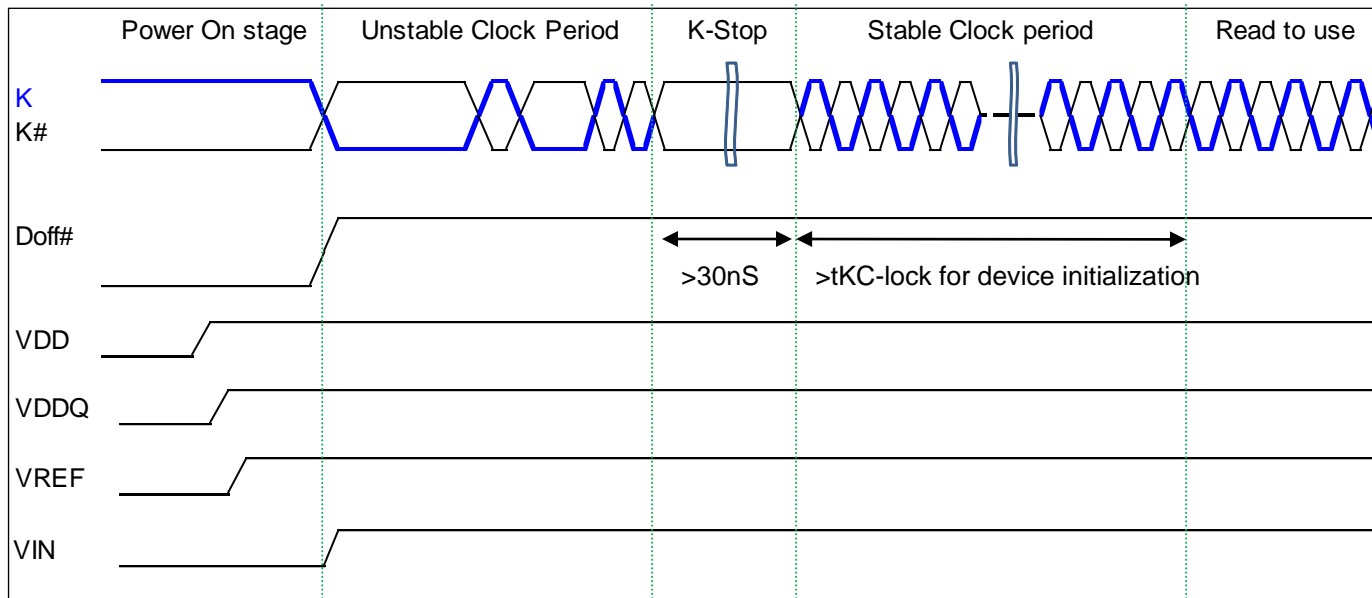 Power On stage Unstable Clock Period K-Stop Stable Clock period Read to use
K
K#
Doff#
>30nS >tKC-lock for device initialization
VDD
VDDQ
VREF
VIN